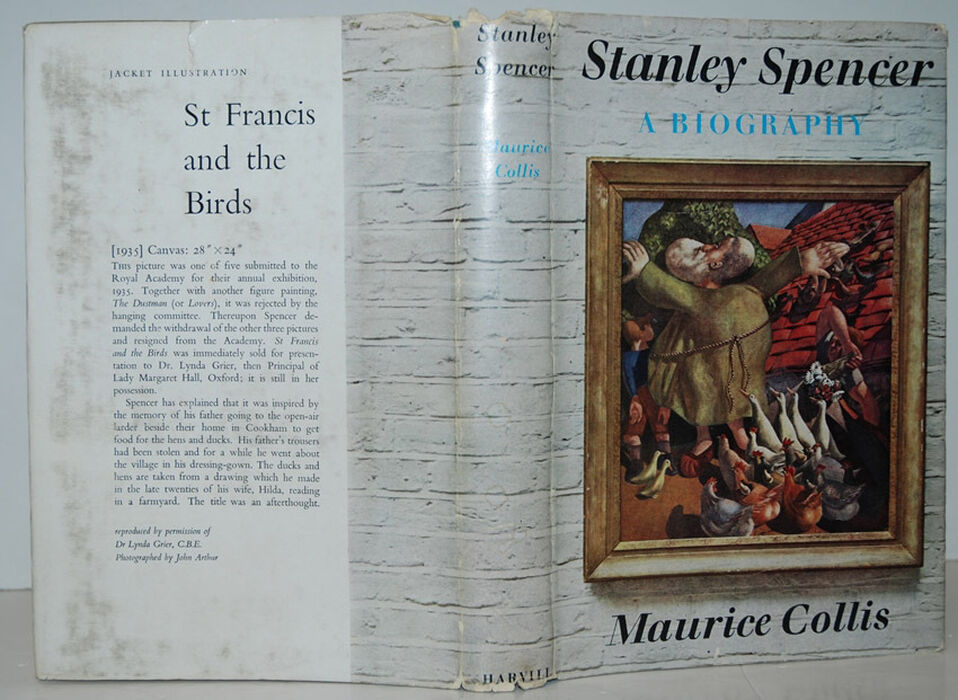 JACKET ILLUSTRATION
St Francis
and the
Birds
[1935] Canvas: 28"×24"
THIS picture was one of five submitted to the
Royal Academy for their annual exhibition,
1935. Together with another figure painting,
The Dustman (or Lovers), it was rejected by the
hanging committee. Thereupon Spencer de-
manded the withdrawal of the other three pictures
and resigned from the Academy. St Francis
and the Birds was immediately sold for presen-
tation to Dr. Lynda Grier, then Principal of
Lady Margaret Hall, Oxford; it is still in her
possession.
Spencer has explained that it was inspired by
the memory of his father going to the open-air
larder beside their home in Cookham to get
food for the hens and ducks. His father's trousers
had been stolen and for a while he went about
the village in his dressing-gown. The ducks and
hens are taken from a drawing which he made
in the late twenties of his wife, Hilda, reading
in a farmyard. The title was an afterthought.
reproduced by permission of
Dr Lynda Grier, C.B.E.
Photographed by John Arthur
Stanley
Spencer
Maurice
Collis
HARVILL
Stanley Spencer
A BIOGRAPHY
Maurice Collis